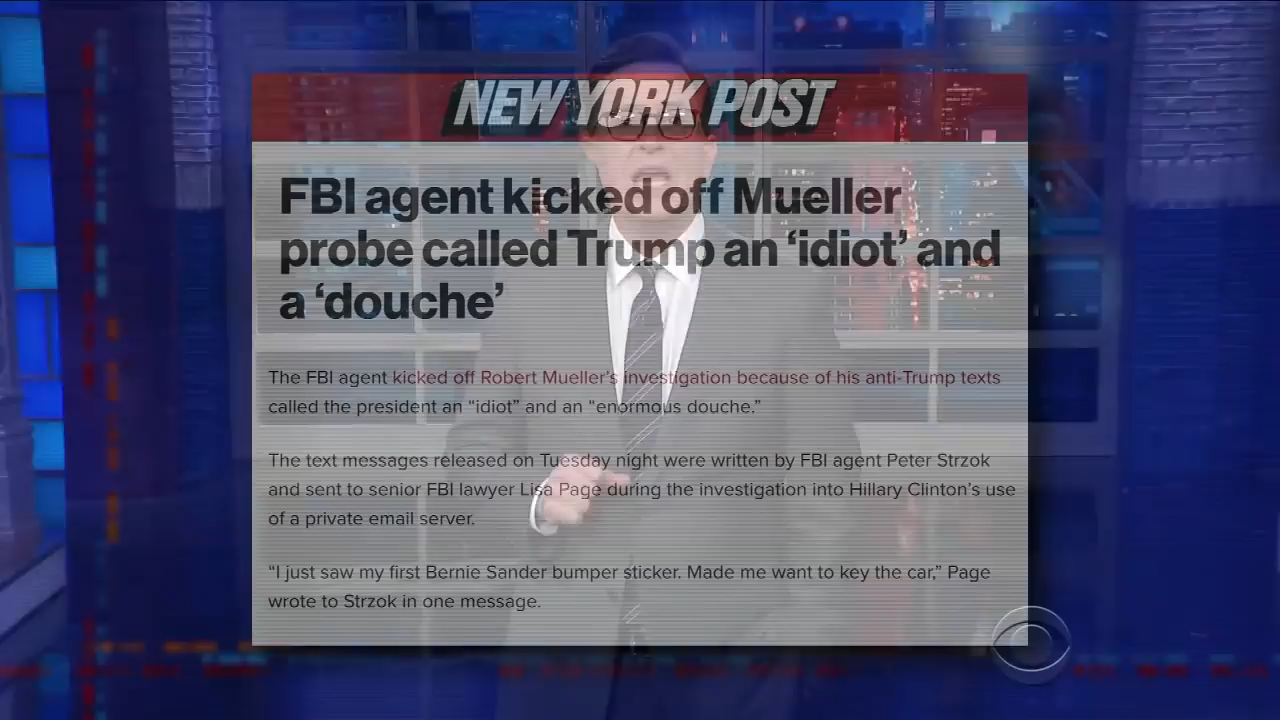 NEW YORK POST
FBI agent kicked off Mueller
probe called Trump an ‘idiot’ and
a ‘douche’
The FBI agent kicked off Robert Mueller’s investigation because of his anti-Trump texts
called the president an “idiot” and an “enormous douche.”
The text messages released on Tuesday night were written by FBI agent Peter Strzok
and sent to senior FBI lawyer Lisa Page during the investigation into Hillary Clinton’s use
of a private email server.
“I just saw my first Bernie Sander bumper sticker. Made me want to key the car,” Page
wrote to Strzok in one message.